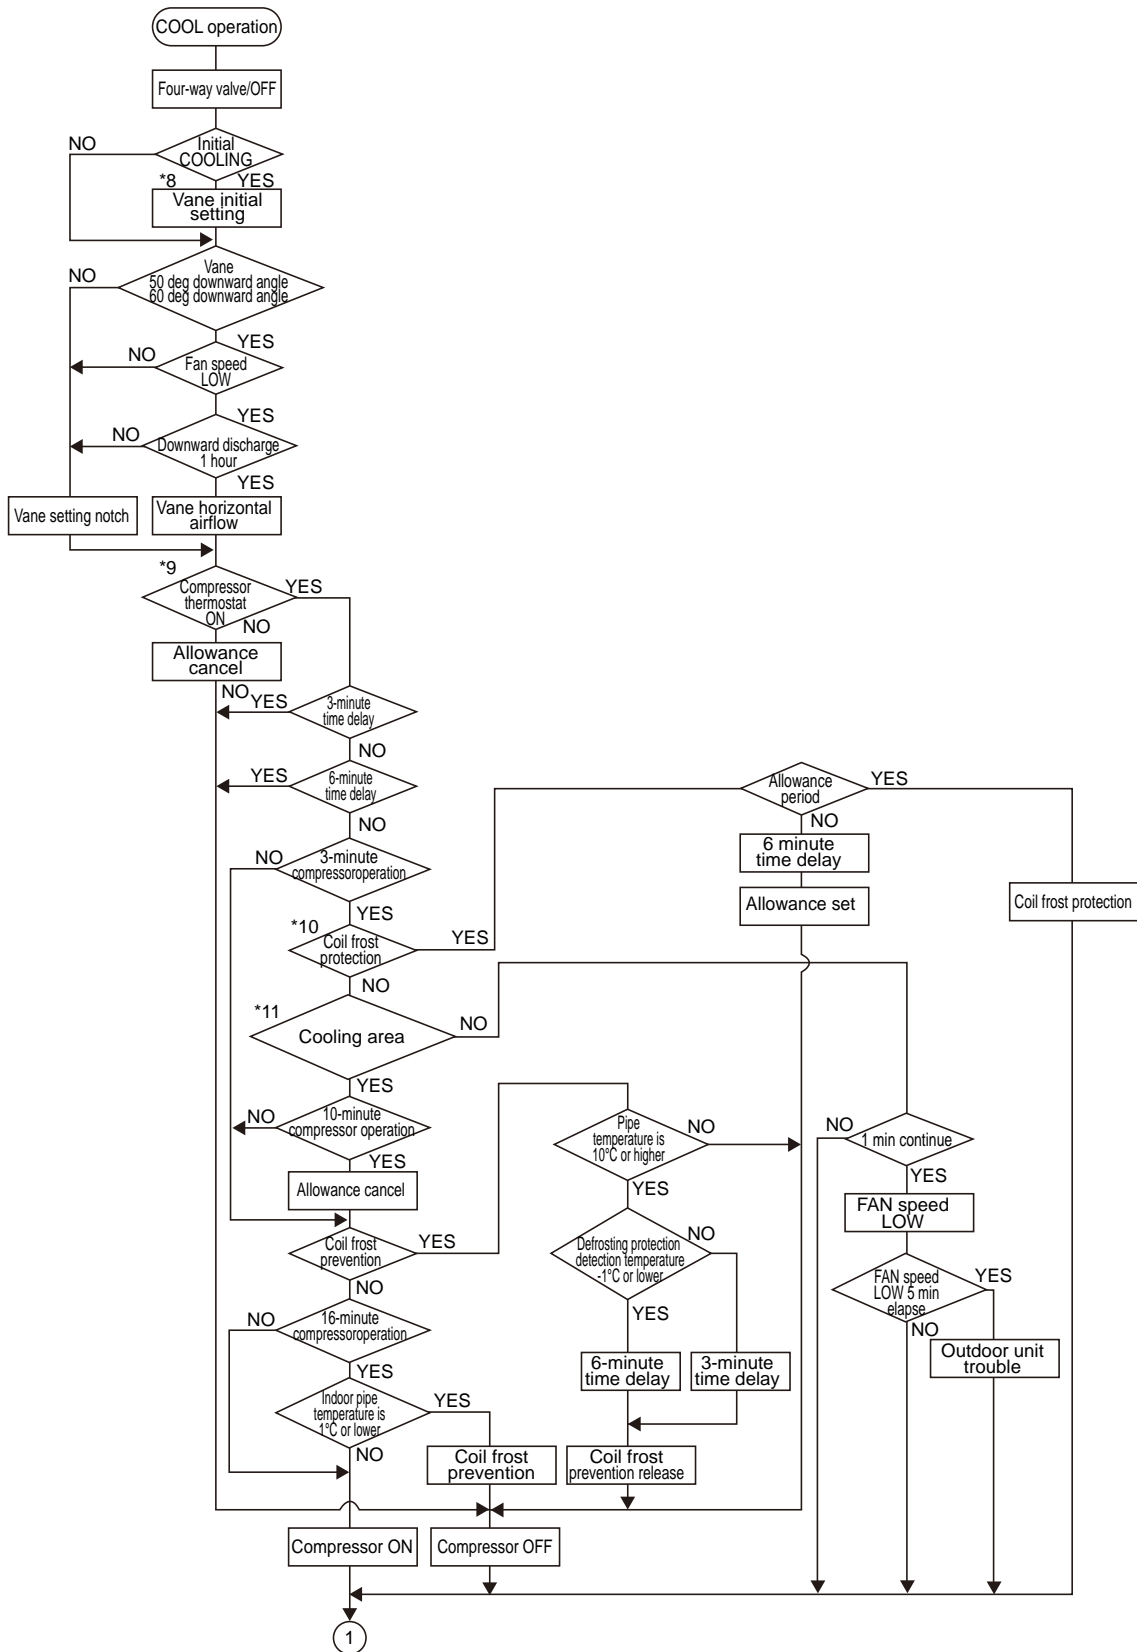 COOL operation
Four-way valve/OFF
NO
Initial
COOLING
*8
YES
Vane initial
setting
NO
Vane
50 deg downward angle
60 deg downward angle
YES
NO
Fan speed
LOW
YES
NO
Downward discharge
1 hour
YES
Vane setting notch
Vane horizontal
airflow
*9
Compressor
thermostat
ON
YES
NO
Allowance
cancel
NO
YES
3-minute
time delay
NO
YES
6-minute
time delay
NO
Allowance
period
YES
NO
6 minute
time delay
Allowance set
Coil frost protection
NO
3-minute
compressoroperation
YES
*10
Coil frost
protection
YES
NO
*11
Cooling area
NO
YES
NO
10-minute
compressor operation
YES
Allowance cancel
Pipe
temperature is
10°C or higher
NO
YES
NO
1 min continue
YES
FAN speed
LOW
Coil frost
prevention
YES
NO
Defrosting protection
detection temperature
-1°C or lower
NO
YES
FAN speed
LOW 5 min
elapse
YES
NO
Outdoor unit
trouble
NO
16-minute
compressoroperation
YES
6-minute
time delay
3-minute
time delay
Indoor pipe
temperature is
1°C or lower
YES
NO
Coil frost
prevention
Coil frost
prevention release
Compressor ON
Compressor OFF
1